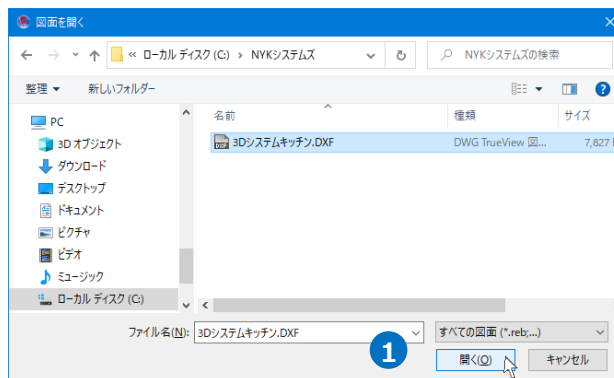 図面を開く
« ローカル ディスク (C:) › NYKシステムズ
NYKシステムズの検索
整理 新しいフォルダー
名前 種類 サイズ
3Dシステムキッチン.DXF DWG TrueView 図... 7,827
PC
3D オブジェクト
ダウンロード
デスクトップ
ドキュメント
ピクチャ
ビデオ
ミュージック
ローカル ディスク (C:)
ファイル名(N): 3Dシステムキッチン.DXF すべての図面 (*.reb;...)
1
開く(O) キャンセル